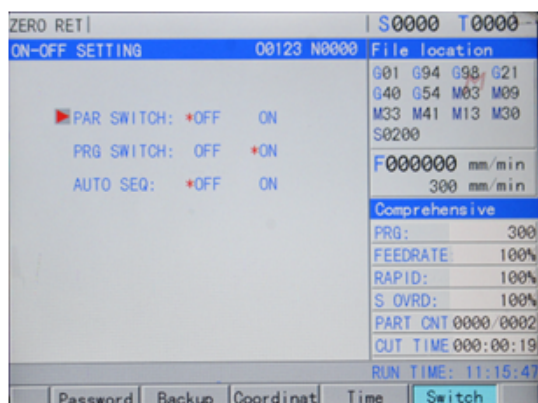 ZERO RET
S0000 T0000
ON-OFF SETTING O0123 N0000
File location
G01 G94 G98 G21
G40 G54 M03 M09
M33 M41 M13 M30
S0200
PAR SWITCH: *OFF ON
PRG SWITCH: OFF *ON
AUTO SEQ: *OFF ON
F000000 mm/min
300 mm/min
Comprehensive
PRG: 300
FEEDRATE: 100%
RAPID: 100%
S OVRD: 100%
PART CNT 0000/0002
CUT TIME 000:00:19
RUN TIME: 11:15:47
Password Backup Coordinat Time Switch